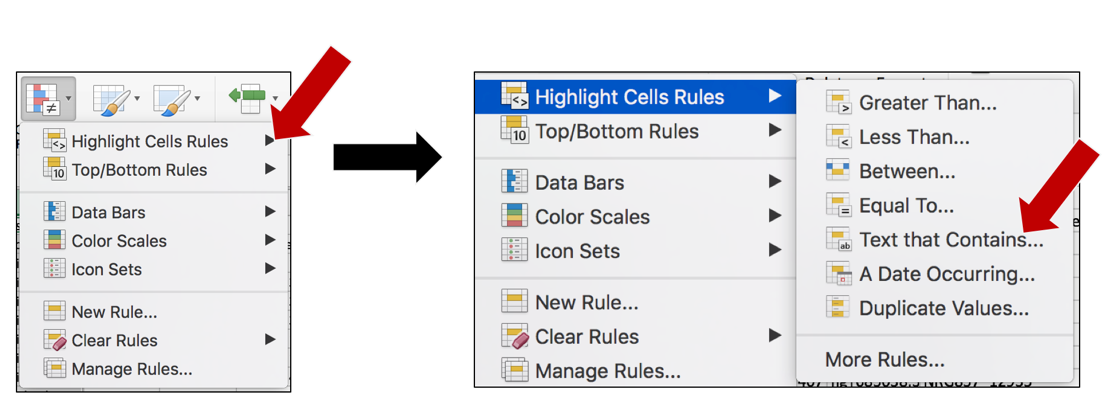 Highlight Cells Rules
Top/Bottom Rules
Data Bars
Color Scales
Icon Sets
New Rule...
Clear Rules
Manage Rules...
Highlight Cells Rules
Top/Bottom Rules
Data Bars
Color Scales
Icon Sets
New Rule...
Clear Rules
Manage Rules...
Greater Than...
Less Than...
Between...
Equal To...
Text that Contains...
A Date Occurring...
Duplicate Values...
More Rules...